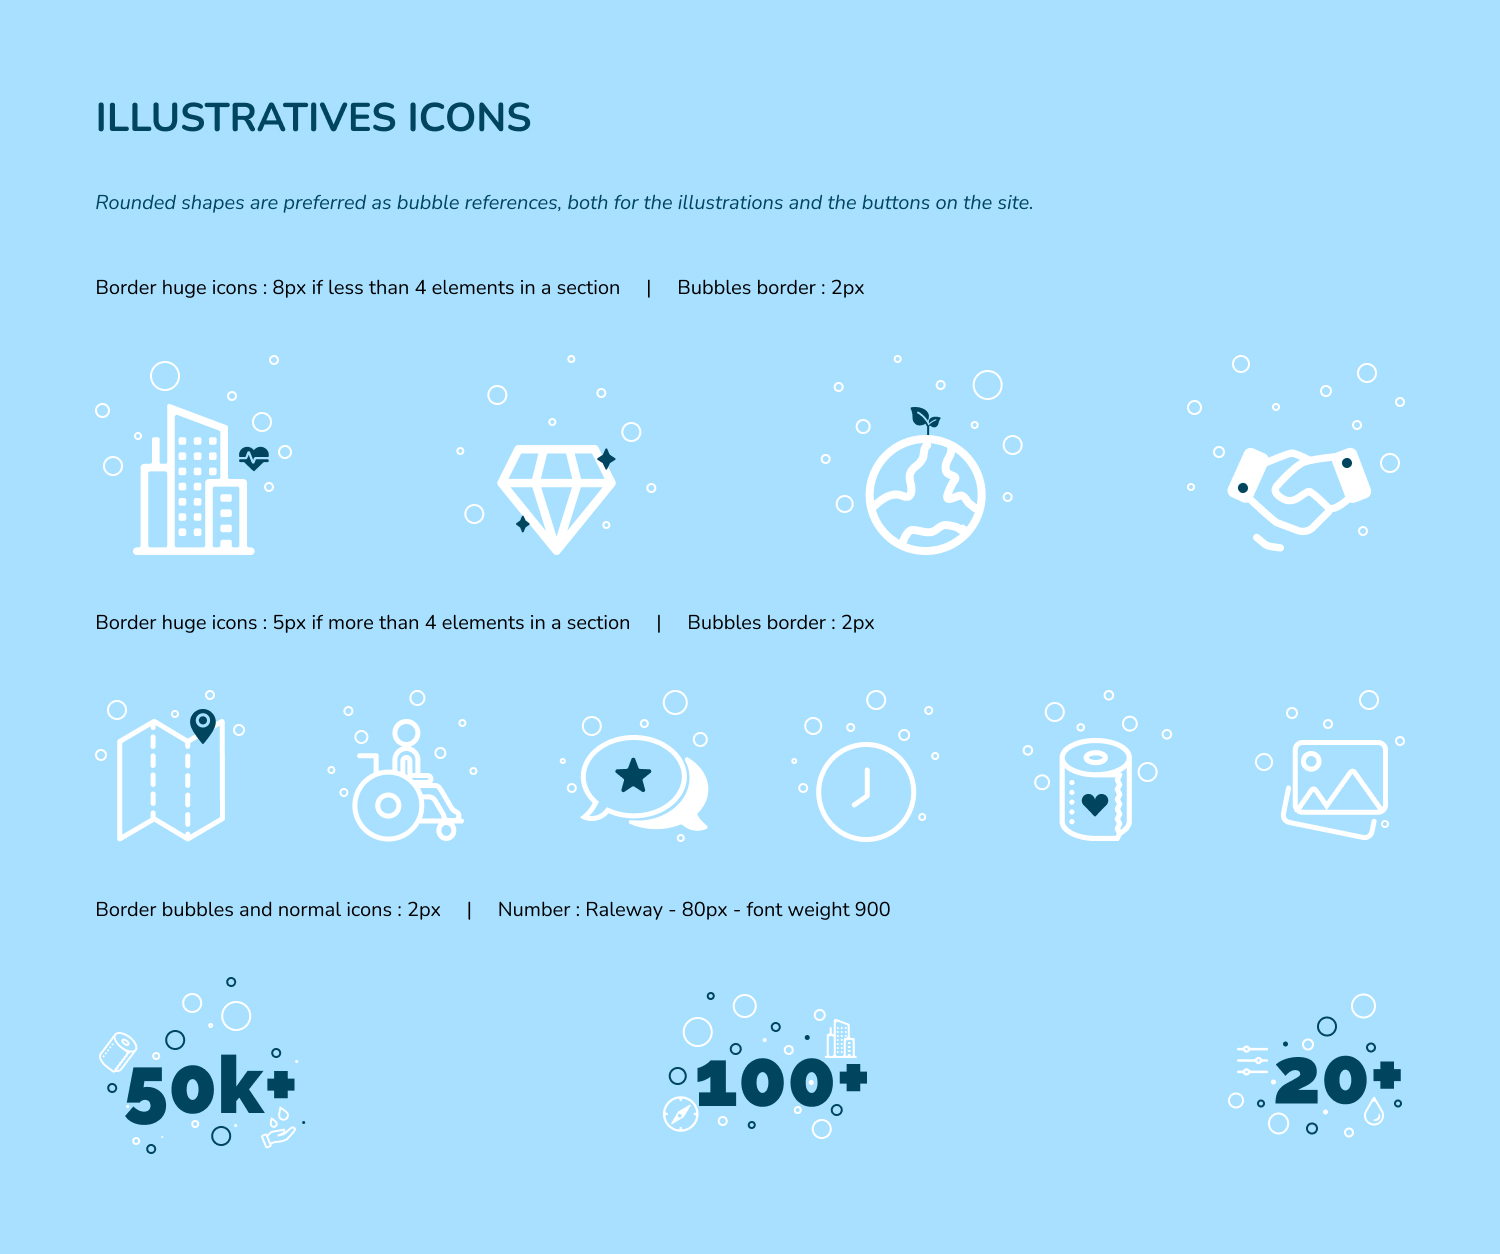 ILLUSTRATIVES ICONS
Rounded shapes are preferred as bubble references, both for the illustrations and the buttons on the site.
Border huge icons : 8px if less than 4 elements in a section | Bubbles border : 2px
Border huge icons : 5px if more than 4 elements in a section | Bubbles border : 2px
Border bubbles and normal icons : 2px | Number : Raleway - 80px - font weight 900
50k+
100+
20+